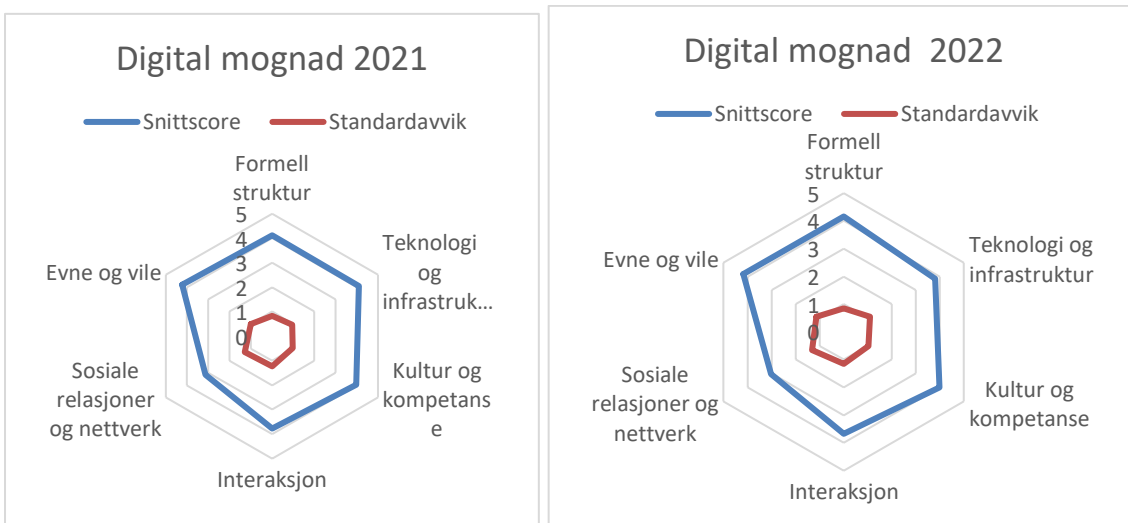 Digital mognad 2021
Snittscore
Standardavvik
Formell
struktur
5
4
3
2
1
0
Teknologi
og
infrastruk...
Kultur og
kompetans
e
Interaksjon
Sosiale
relasjoner
og nettverk
Evne og vile
Digital mognad  2022
Snittscore
Standardavvik
Formell
struktur
5
4
3
2
1
0
Teknologi og
infrastruktur
Kultur og
kompetanse
Interaksjon
Sosiale
relasjoner og
nettverk
Evne og vile